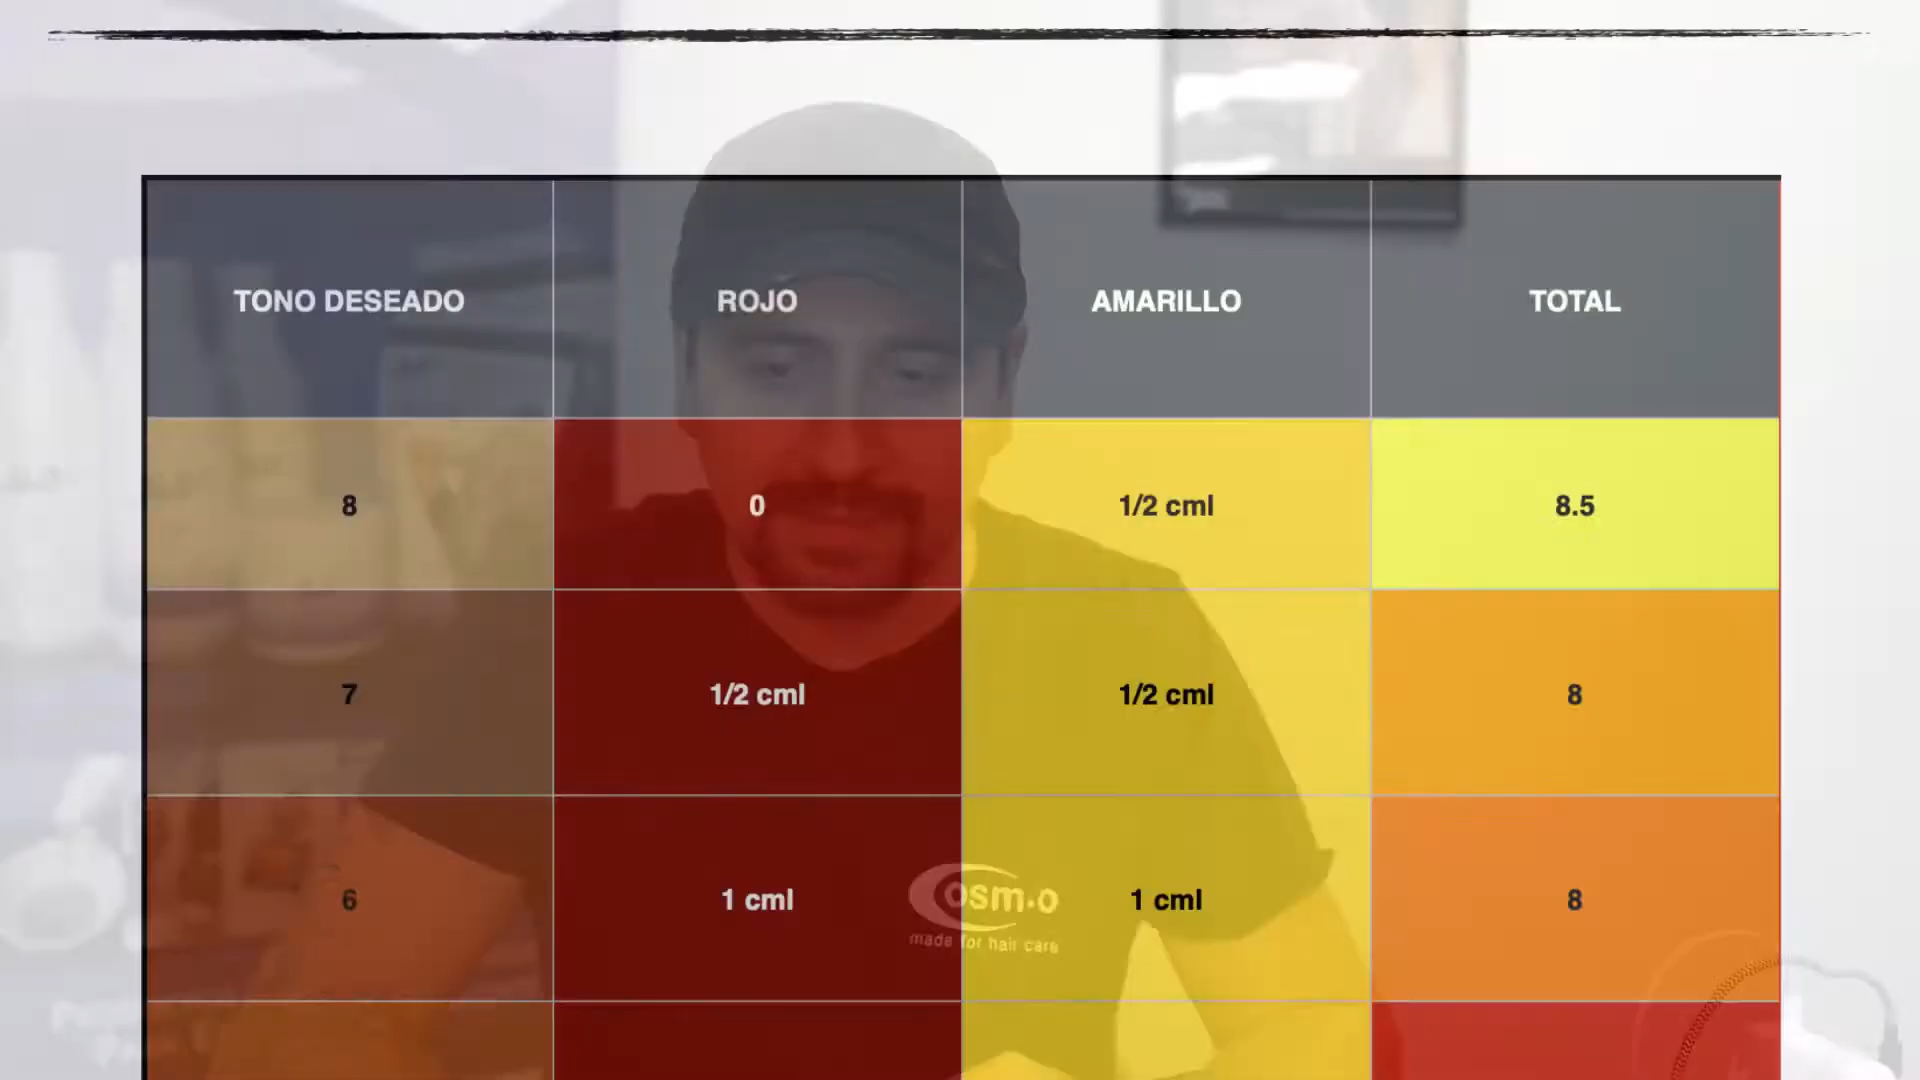 TONO DESEADO ROJO AMARILLO TOTAL
8 0 1/2 cml 8.5
7 1/2 cml 1/2 cml 8
6 1 cml 1 cml 8
osm.o
made for hair care